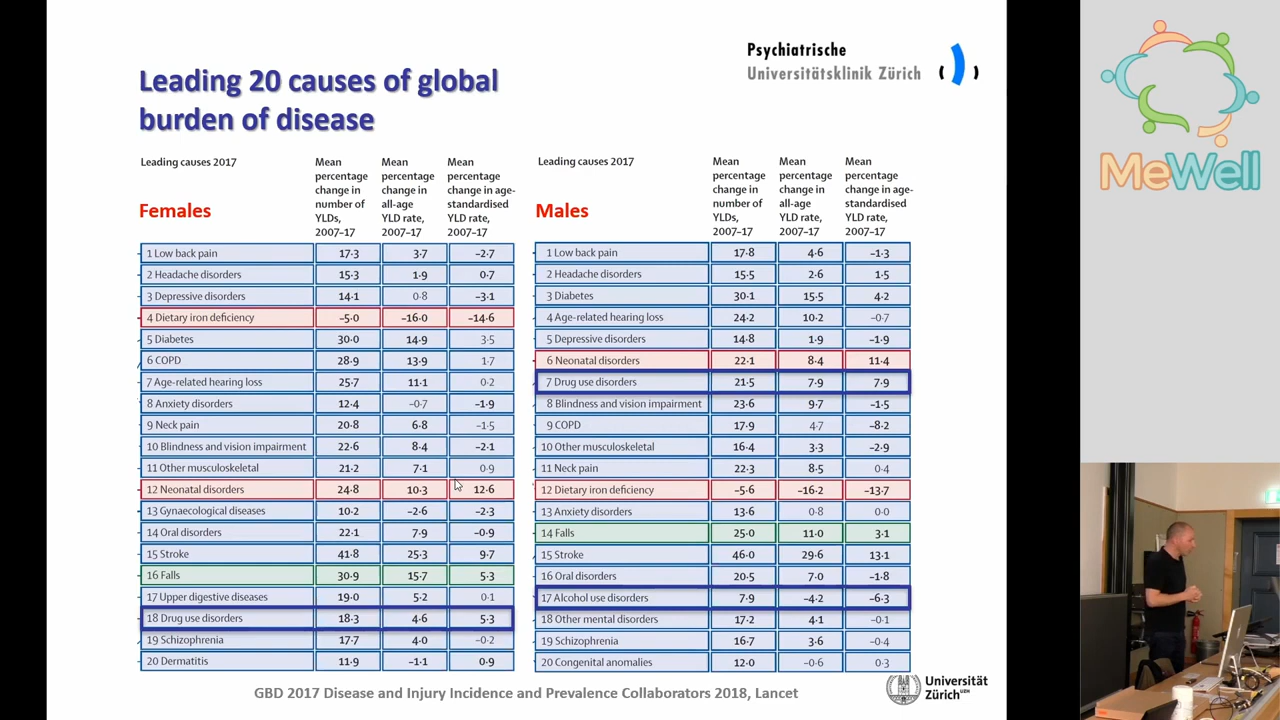 Psychiatrische
Universitätsklinik Zürich
Leading 20 causes of global
burden of disease
Leading causes 2017
Mean percentage change in number of YLDs, 2007–17
Mean percentage change in all-age YLD rate, 2007–17
Mean percentage change in age-standardised YLD rate, 2007–17
Females
1 Low back pain 17·3 3·7 –2·7
2 Headache disorders 15·3 1·9 0·7
3 Depressive disorders 14·1 0·8 –3·1
4 Dietary iron deficiency –5·0 –16·0 –14·6
5 Diabetes 30·0 14·9 3·5
6 COPD 28·9 13·9 1·7
7 Age-related hearing loss 25·7 11·1 0·2
8 Anxiety disorders 12·4 –0·7 –1·9
9 Neck pain 20·8 6·8 –1·5
10 Blindness and vision impairment 22·6 8·4 –2·1
11 Other musculoskeletal 21·2 7·1 0·9
12 Neonatal disorders 24·8 10·3 12·6
13 Gynaecological diseases 10·2 –2·6 –2·3
14 Oral disorders 22·1 7·9 –0·9
15 Stroke 41·8 25·3 9·7
16 Falls 30·9 15·7 5·3
17 Upper digestive diseases 19·0 5·2 0·1
18 Drug use disorders 18·3 4·6 5·3
19 Schizophrenia 17·7 4·0 –0·2
20 Dermatitis 11·9 –1·1 0·9
Leading causes 2017
Mean percentage change in number of YLDs, 2007–17
Mean percentage change in all-age YLD rate, 2007–17
Mean percentage change in age-standardised YLD rate, 2007–17
Males
1 Low back pain 17·8 4·6 –1·3
2 Headache disorders 15·5 2·6 1·5
3 Diabetes 30·1 15·5 4·2
4 Age-related hearing loss 24·2 10·2 –0·7
5 Depressive disorders 14·8 1·9 –1·9
6 Neonatal disorders 22·1 8·4 11·4
7 Drug use disorders 21·5 7·9 7·9
8 Blindness and vision impairment 23·6 9·7 –1·5
9 COPD 17·9 4·7 –8·2
10 Other musculoskeletal 16·4 3·3 –2·9
11 Neck pain 22·3 8·5 0·4
12 Dietary iron deficiency –5·6 –16·2 –13·7
13 Anxiety disorders 13·6 0·8 0·0
14 Falls 25·0 11·0 3·1
15 Stroke 46·0 29·6 13·1
16 Oral disorders 20·5 7·0 –1·8
17 Alcohol use disorders 7·9 –4·2 –6·3
18 Other mental disorders 17·2 4·1 –0·1
19 Schizophrenia 16·7 3·6 –0·4
20 Congenital anomalies 12·0 –0·6 0·3
GBD 2017 Disease and Injury Incidence and Prevalence Collaborators 2018, Lancet
Universität
Zürich UZH
MeWell